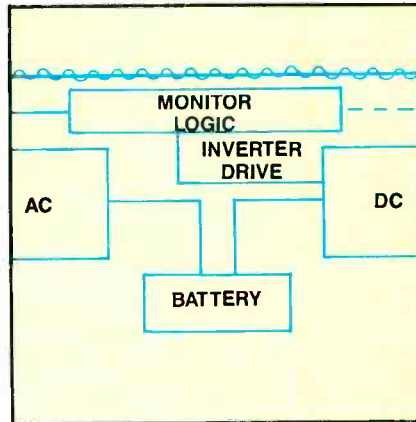 MONITOR
LOGIC
INVERTER
DRIVE
AC
DC
BATTERY